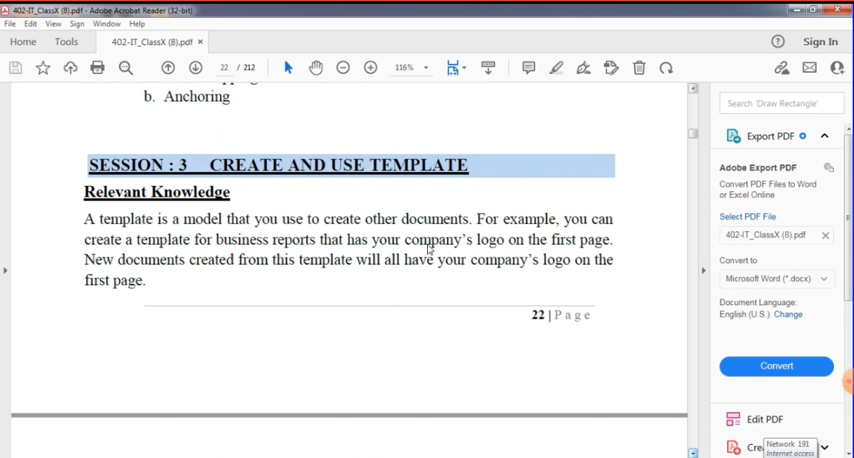 402-IT_ClassX (8).pdf - Adobe Acrobat Reader (32-bit)
File Edit View Sign Window Help
Home Tools 402-IT_ClassX (8).pdf × Sign In
22 / 212 116%
b. Anchoring
SESSION : 3 CREATE AND USE TEMPLATE
Relevant Knowledge
A template is a model that you use to create other documents. For example, you can
create a template for business reports that has your company's logo on the first page.
New documents created from this template will all have your company's logo on the
first page.
22 | Page
Search 'Draw Rectangle'
Export PDF
Adobe Export PDF
Convert PDF Files to Word
or Excel Online
Select PDF File
402-IT_ClassX (8).pdf ×
Convert to
Microsoft Word (*.docx)
Document Language:
English (U.S.) Change
Convert
Edit PDF
Network 191
Internet access